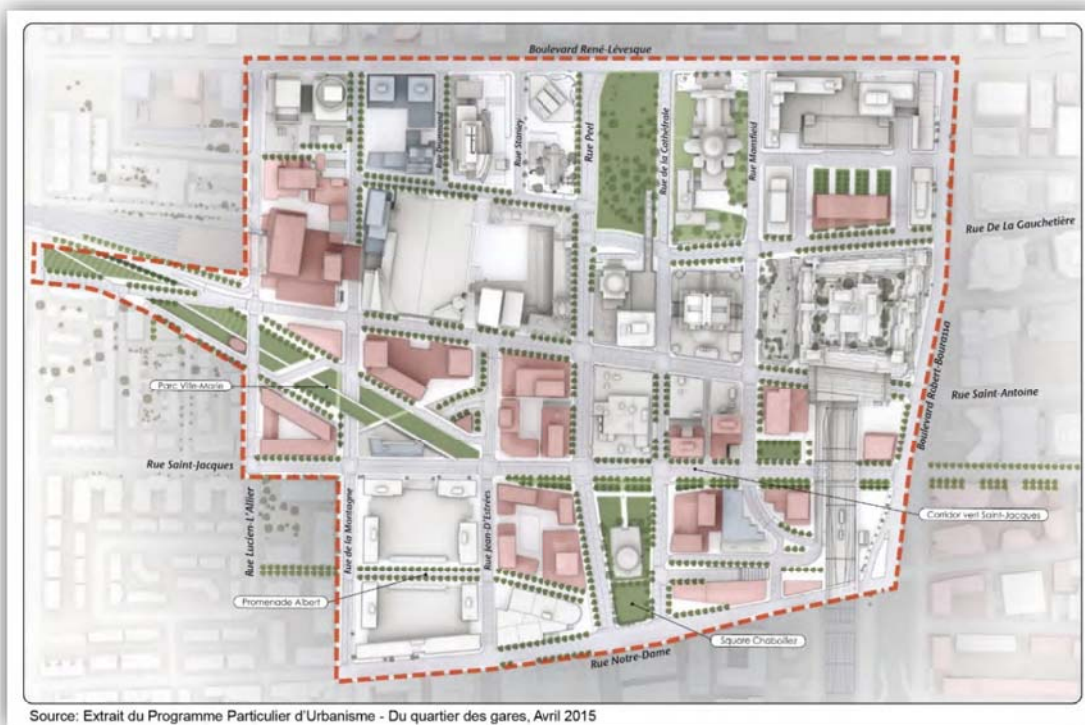 Boulevard René-Lévesque
Rue Drummond
Rue Stanley
Rue Peel
Rue de la Cathédrale
Rue Mansfield
Rue De La Gauchetière
Boulevard Robert-Bourassa
Rue Saint-Antoine
Parc Ville-Marie
Rue Saint-Jacques
Corridor vert Saint-Jacques
Rue Lucien-L'Allier
Rue de la Montagne
Rue Jean-D'Estrées
Promenade Albert
Square Chaboillez
Rue Notre-Dame
Source: Extrait du Programme Particulier d'Urbanisme - Du quartier des gares, Avril 2015